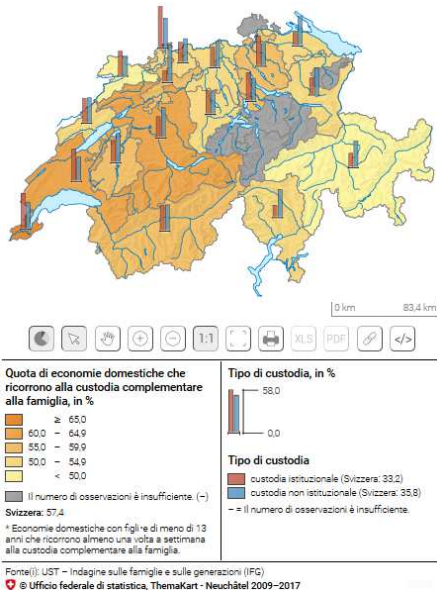 0 km 83,4 km
1:1 XLS PDF </>
Quota di economie domestiche che
ricorrono alla custodia complementare
alla famiglia, in %
≥ 65,0
60,0 – 64,9
55,0 – 59,9
50,0 – 54,9
< 50,0
Il numero di osservazioni è insufficiente. (–)
Svizzera: 57,4
* Economie domestiche con figli*e di meno di 13
anni che ricorrono almeno una volta a settimana
alla custodia complementare alla famiglia.
Tipo di custodia, in %
58,0
0,0
Tipo di custodia
custodia istituzionale (Svizzera: 33,2)
custodia non istituzionale (Svizzera: 35,8)
– = Il numero di osservazioni è insufficiente.
Fonte(i): UST – Indagine sulle famiglie e sulle generazioni (IFG)
© Ufficio federale di statistica, ThemaKart - Neuchâtel 2009–2017